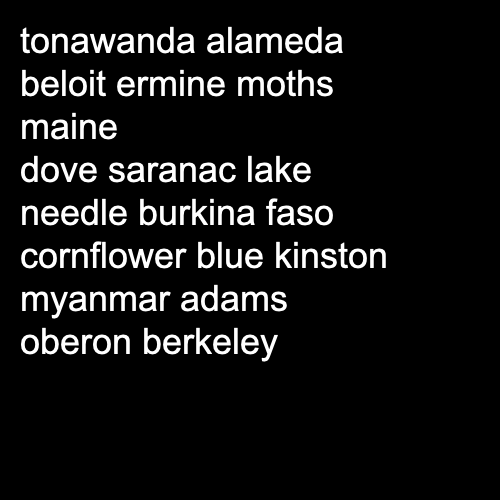 tonawanda alameda
beloit ermine moths
maine
dove saranac lake
needle burkina faso
cornflower blue kinston
myanmar adams
oberon berkeley